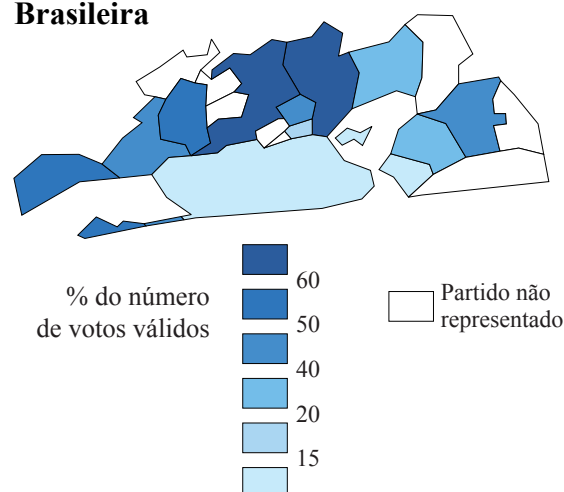 Brasileira
% do número
de votos válidos
60
50
40
20
15
Partido não
representado